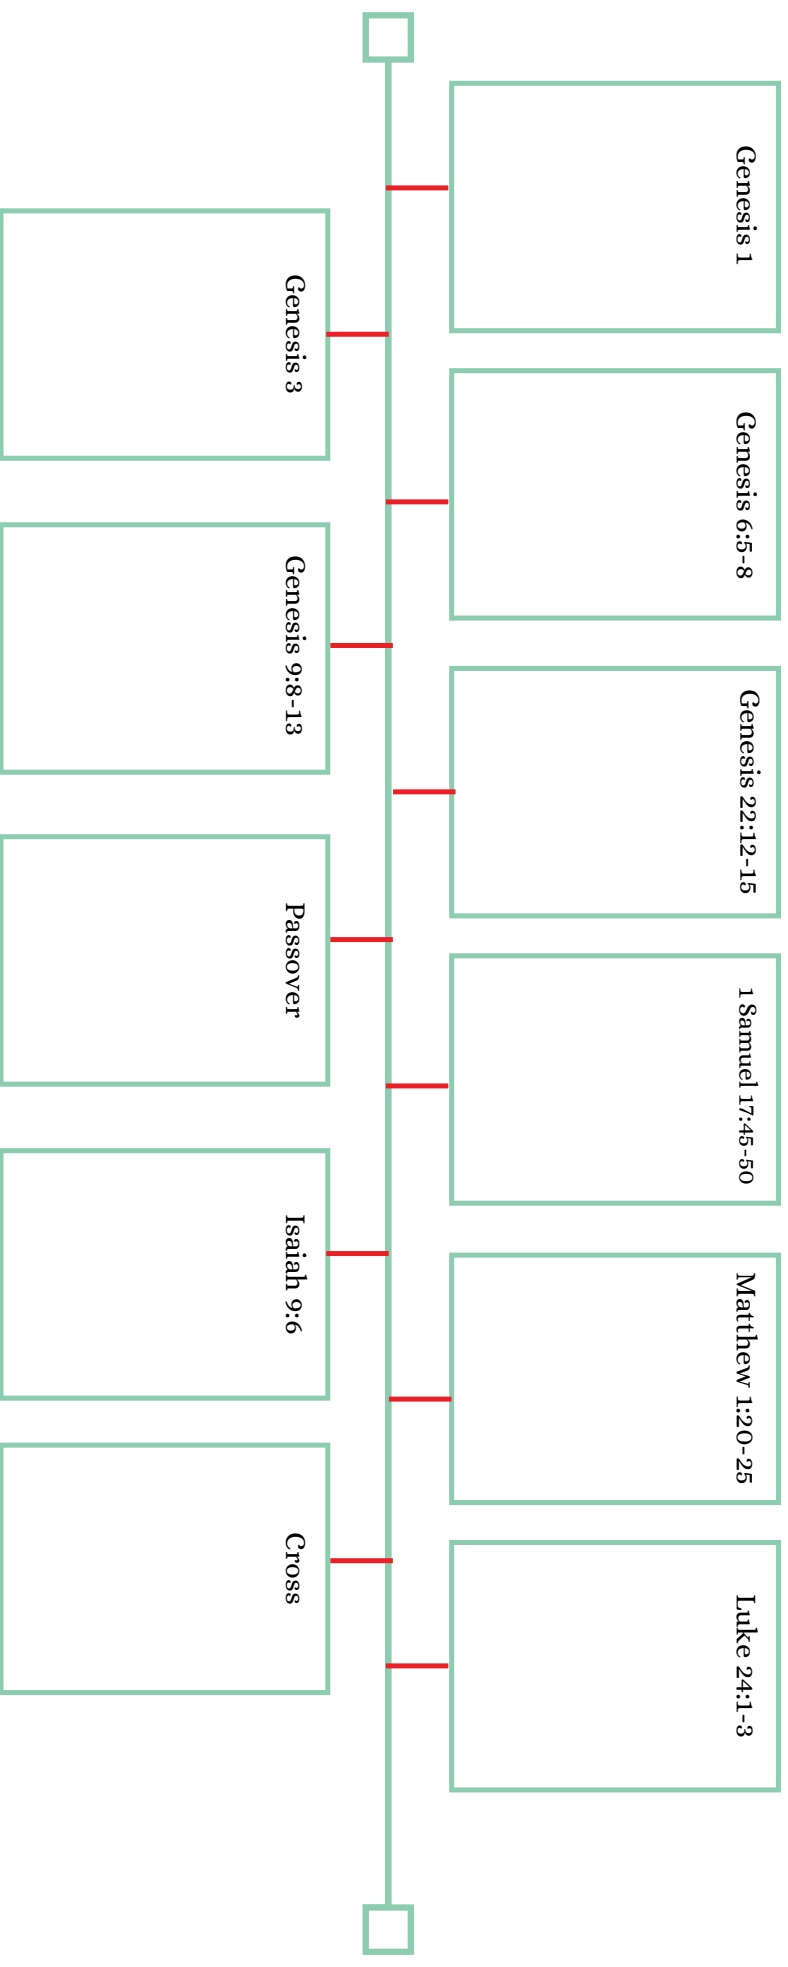 Genesis 1
Genesis 3
Genesis 6:5-8
Genesis 9:8-13
Genesis 22:12-15
Passover
1 Samuel 17:45-50
Isaiah 9:6
Matthew 1:20-25
Cross
Luke 24:1-3